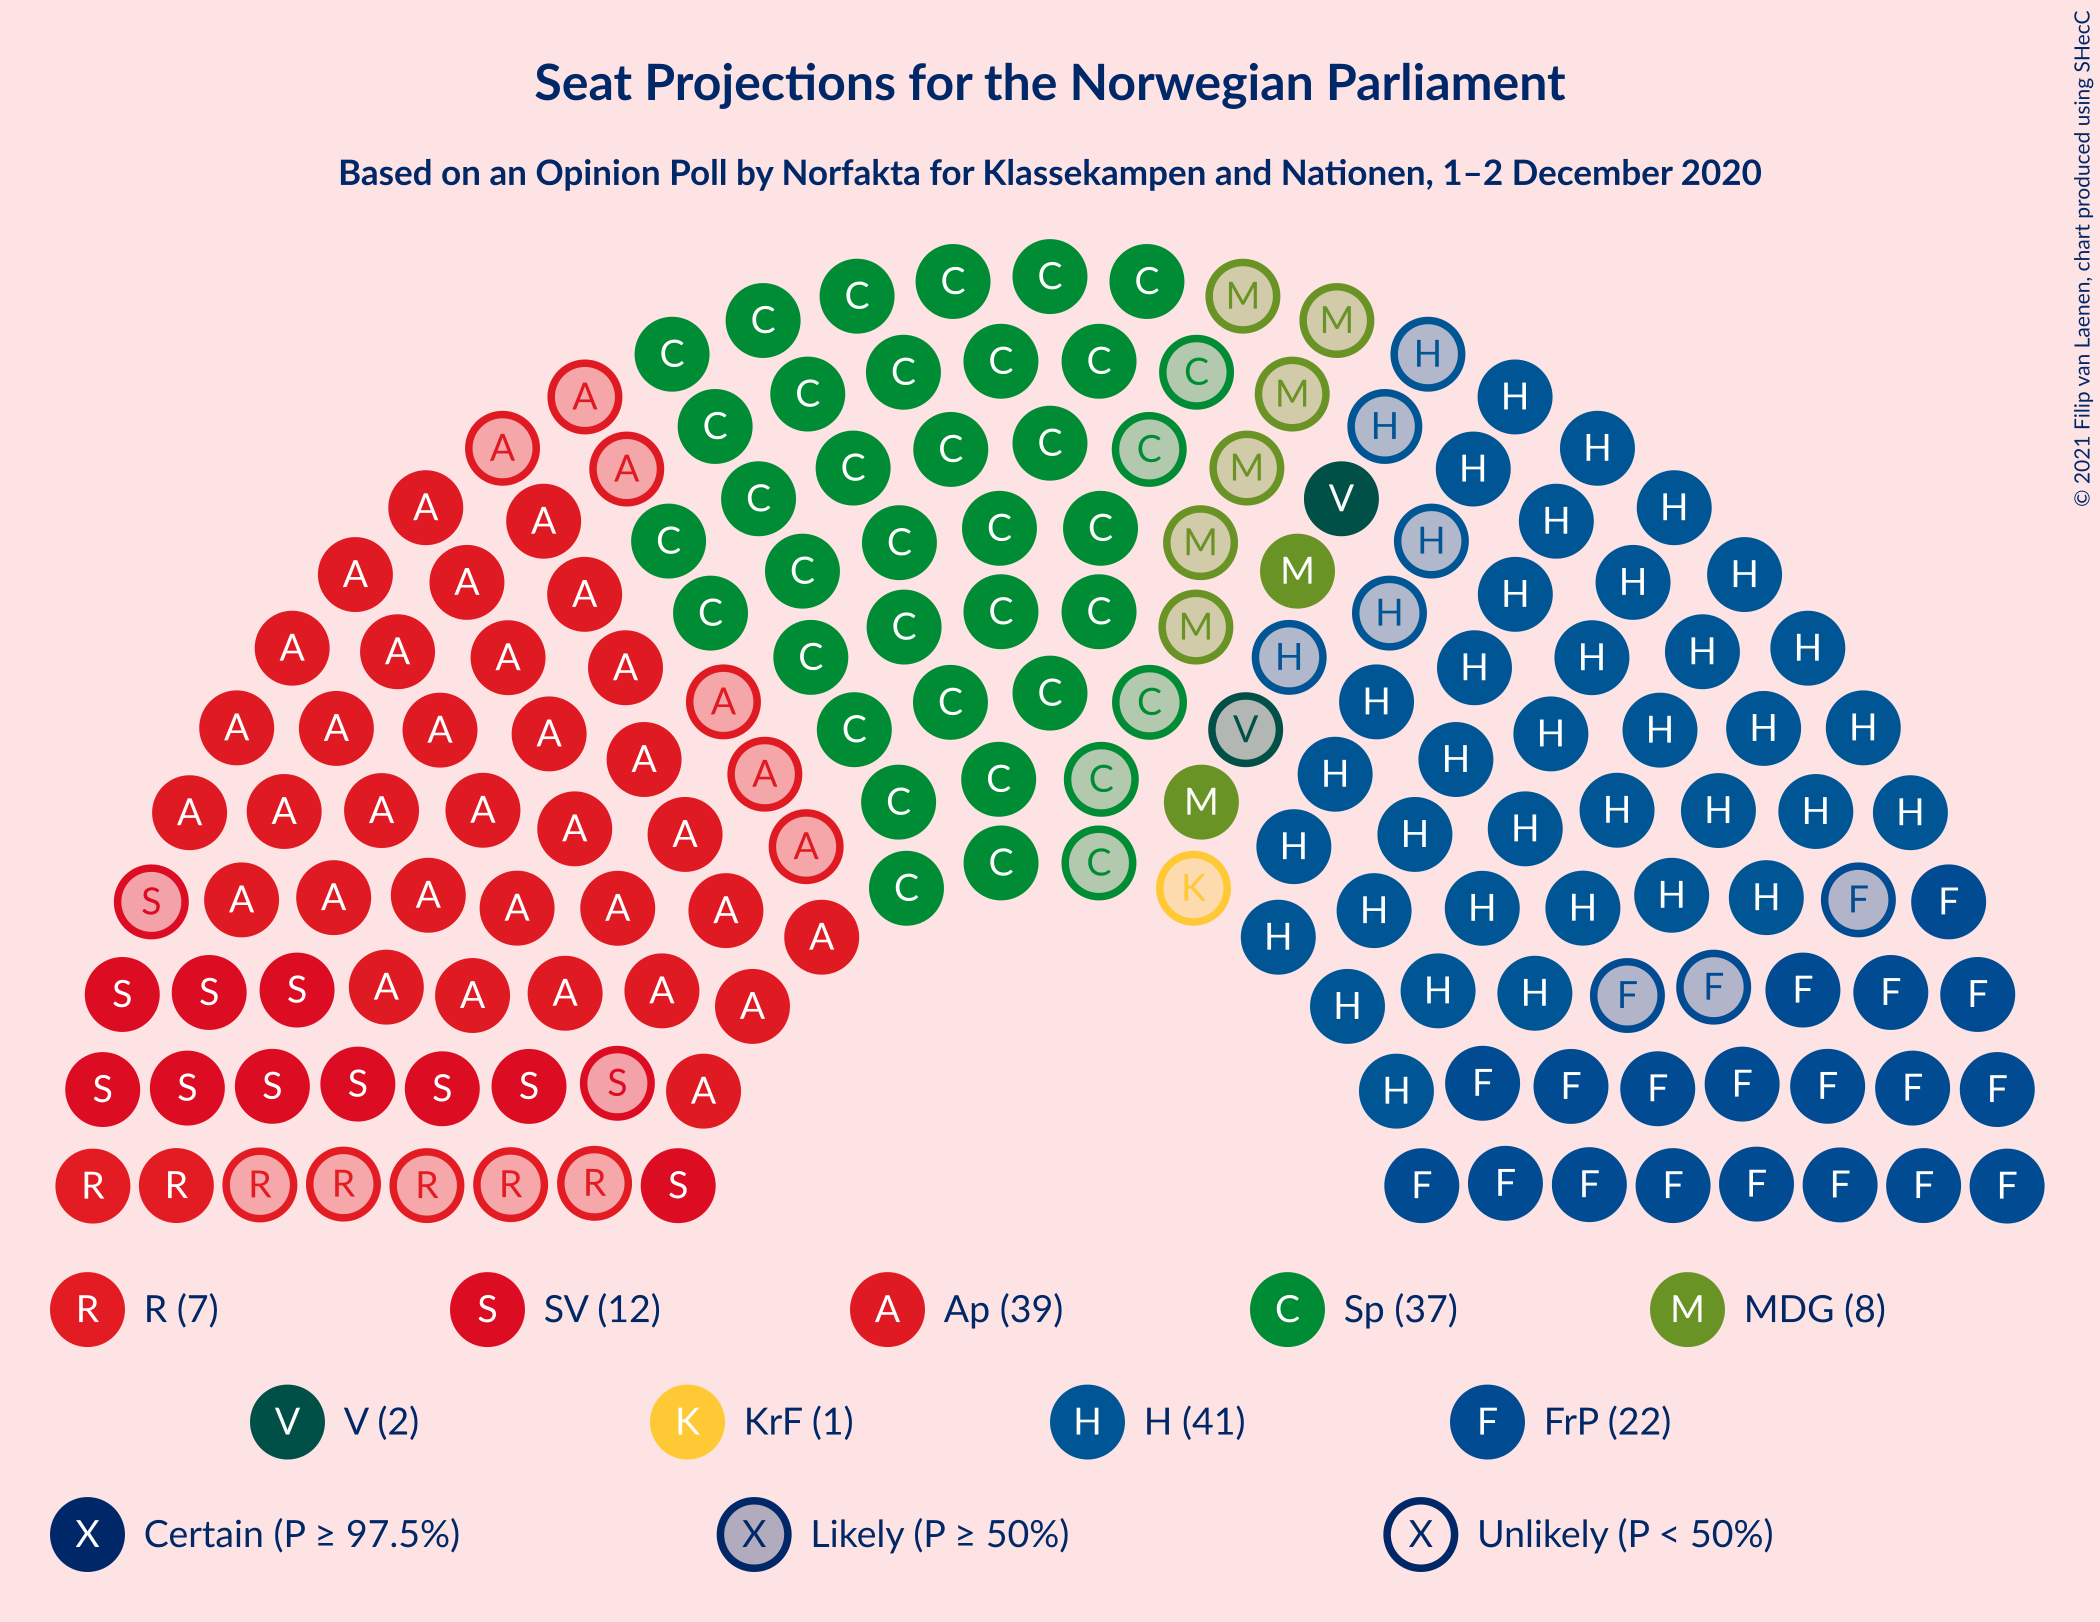 Seat Projections for the Norwegian Parliament
Based on an Opinion Poll by Norfakta for Klassekampen and Nationen, 1–2 December 2020
© 2021 Filip van Laenen, chart produced using SHecC
C C C C C C M M
C H
A C C C C C M H
A H
A C C C C M H H
A A C V H H
C C C C M H
A A C M H H
A A C C C C M H H
A A C C H H H
A A A C C C V H H H H
A A A A A H H H H H
A A A A C C C M H H H H
A A A A H H H H
S A A A A A A C C C K H H H H H F F
A H
S S S A A A A A H H H F F F F F
S S S S S S S A H F F F F F F F
R R R R R R R S F F F F F F F F
R R (7) S SV (12) A Ap (39) C Sp (37) M MDG (8)
V V (2) K KrF (1) H H (41) F FrP (22)
X Certain (P ≥ 97.5%) X Likely (P ≥ 50%) X Unlikely (P < 50%)